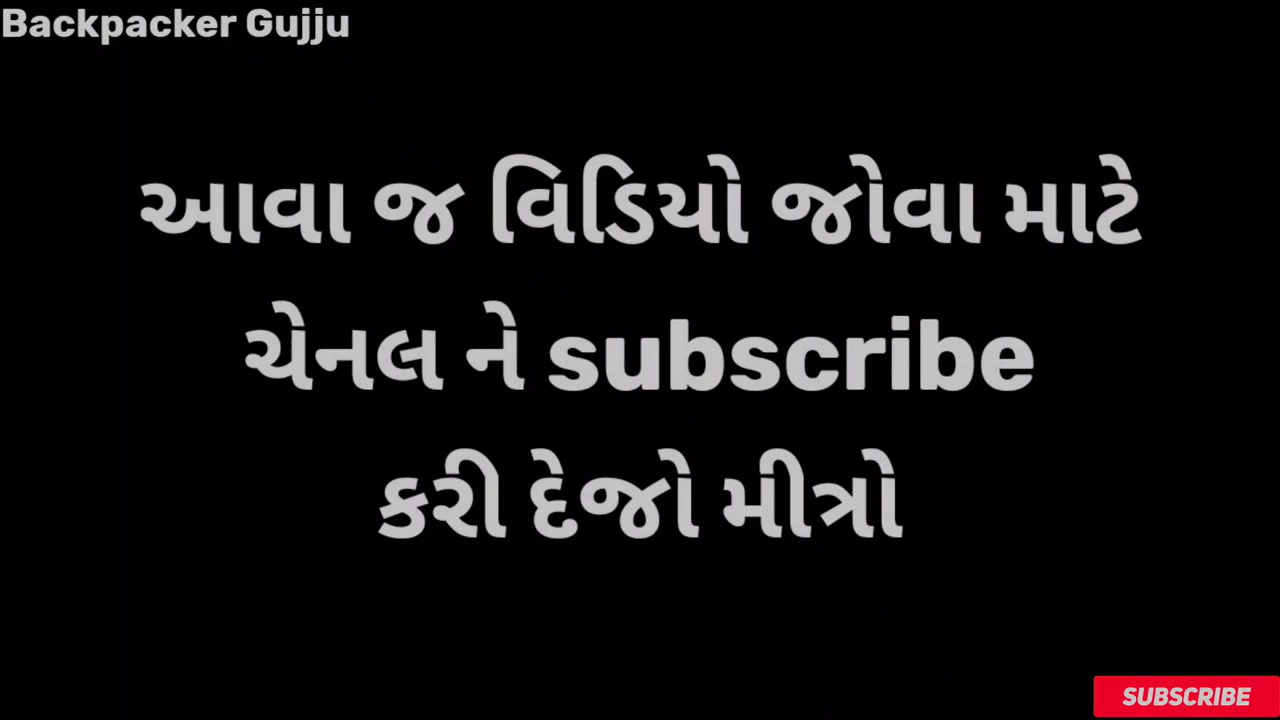 Backpacker Gujju
આવા જ વિડિયો જોવા માટે
ચેનલ ને subscribe
કરી દેજો મીત્રો
SUBSCRIBE